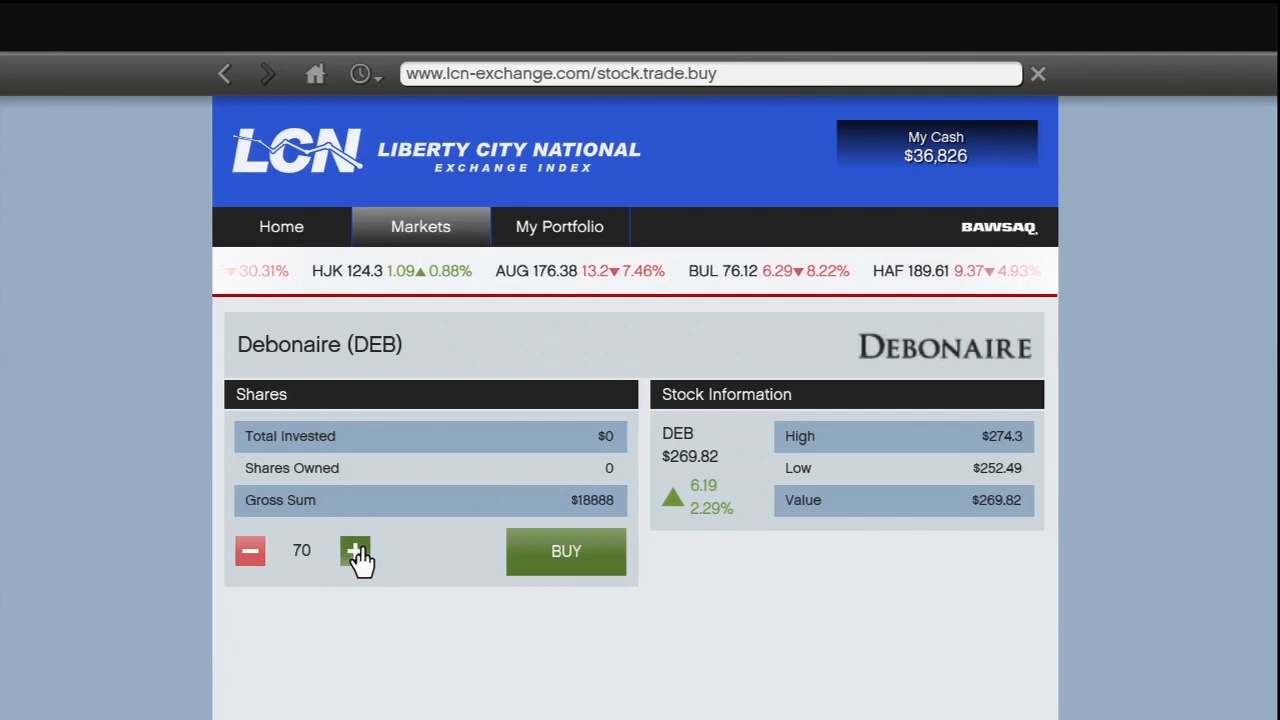 www.lcn-exchange.com/stock.trade.buy
LCN LIBERTY CITY NATIONAL
EXCHANGE INDEX
My Cash
$36,826
Home Markets My Portfolio BAWSAQ
▼30.31% HJK 124.3 1.09▲0.88% AUG 176.38 13.2▼7.46% BUL 76.12 6.29▼8.22% HAF 189.61 9.37▼4.93%
Debonaire (DEB) DEBONAIRE
Shares
Total Invested $0
Shares Owned 0
Gross Sum $18888
70 BUY
Stock Information
DEB
$269.82
6.19
2.29%
High $274.3
Low $252.49
Value $269.82